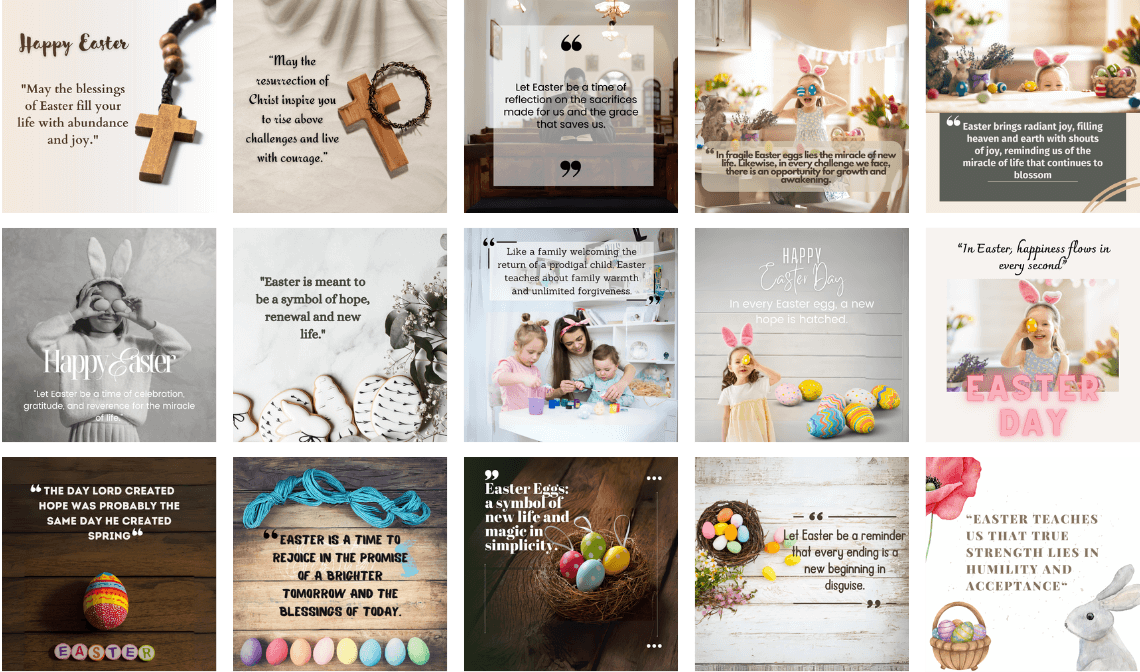 Happy Easter
"May the blessings
of Easter fill your
life with abundance
and joy."
"May the
resurrection of
Christ inspire you
to rise above
challenges and live
with courage."
❝
Let Easter be a time of
reflection on the sacrifices
made for us and the grace
that saves us.
❞
❝ In fragile Easter eggs lies the miracle of new
life. Likewise, in every challenge we face,
there is an opportunity for growth and
awakening.
❝ Easter brings radiant joy, filling
heaven and earth with shouts
of joy, reminding us of the
miracle of life that continues to
blossom
Happy Easter
"Let Easter be a time of celebration,
gratitude, and reverence for the miracle
of life."
"Easter is meant to
be a symbol of hope,
renewal and new
life."
❝
Like a family welcoming the
return of a prodigal child, Easter
teaches about family warmth
and unlimited forgiveness.
❞
HAPPY
Easter Day
In every Easter egg, a new
hope is hatched.
"In Easter, happiness flows in
every second"
EASTER
DAY
❝THE DAY LORD CREATED
HOPE WAS PROBABLY THE
SAME DAY HE CREATED
SPRING❝
EASTER
❝EASTER IS A TIME TO
REJOICE IN THE PROMISE
OF A BRIGHTER
TOMORROW AND THE
BLESSINGS OF TODAY.
❞
Easter Eggs:
a symbol of
new life and
magic in
simplicity.
❝
Let Easter be a reminder
that every ending is a
new beginning in
disguise.
❞
"EASTER TEACHES
US THAT TRUE
STRENGTH LIES IN
HUMILITY AND
ACCEPTANCE"